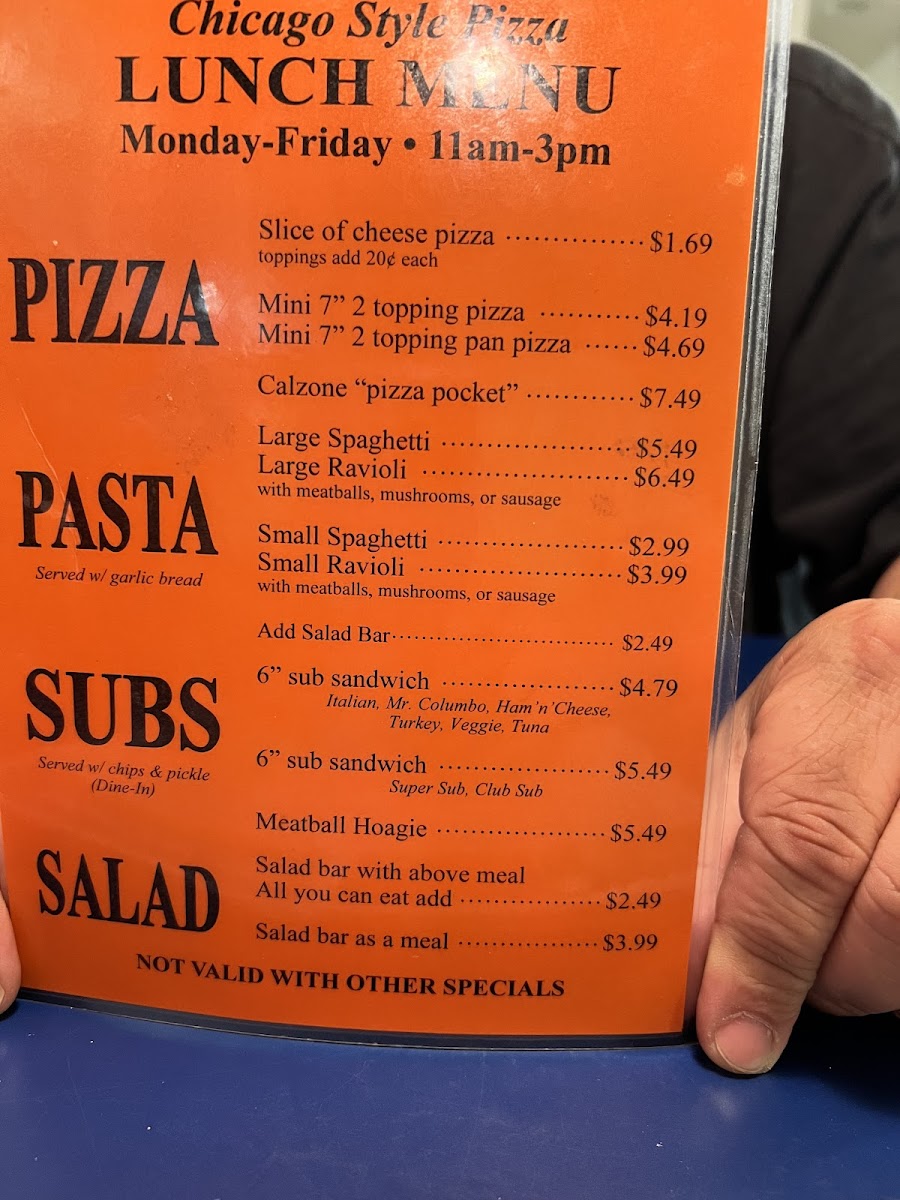 Chicago Style Pizza
LUNCH MENU
Monday-Friday • 11am-3pm
PIZZA
Slice of cheese pizza ............... $1.69
toppings add 20¢ each
Mini 7” 2 topping pizza ........... $4.19
Mini 7” 2 topping pan pizza ...... $4.69
Calzone “pizza pocket” ............ $7.49
PASTA
Served w/ garlic bread
Large Spaghetti ..................... $5.49
Large Ravioli ....................... $6.49
with meatballs, mushrooms, or sausage
Small Spaghetti .................... $2.99
Small Ravioli ...................... $3.99
with meatballs, mushrooms, or sausage
Add Salad Bar............................ $2.49
SUBS
Served w/ chips & pickle
(Dine-In)
6” sub sandwich .................... $4.79
Italian, Mr. Columbo, Ham’n’Cheese,
Turkey, Veggie, Tuna
6” sub sandwich .................... $5.49
Super Sub, Club Sub
Meatball Hoagie .................... $5.49
SALAD
Salad bar with above meal
All you can eat add ................. $2.49
Salad bar as a meal ................. $3.99
NOT VALID WITH OTHER SPECIALS